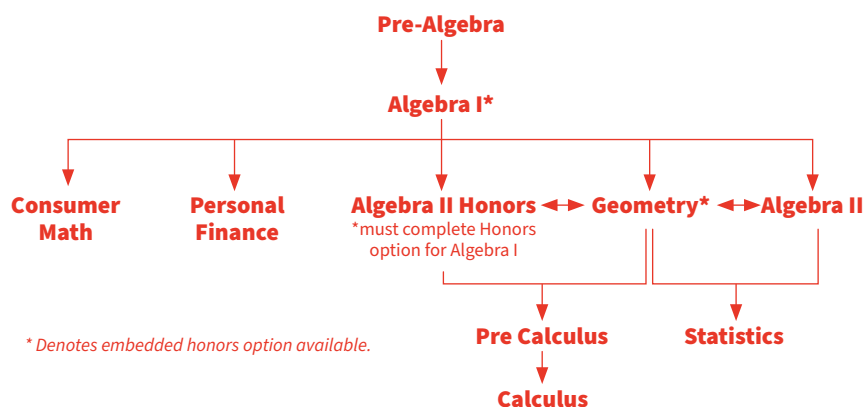 Pre-Algebra
Algebra I*
Consumer
Math
Personal
Finance
Algebra II Honors
*must complete Honors
option for Algebra I
Geometry*
Algebra II
Pre Calculus
Statistics
* Denotes embedded honors option available.
Calculus